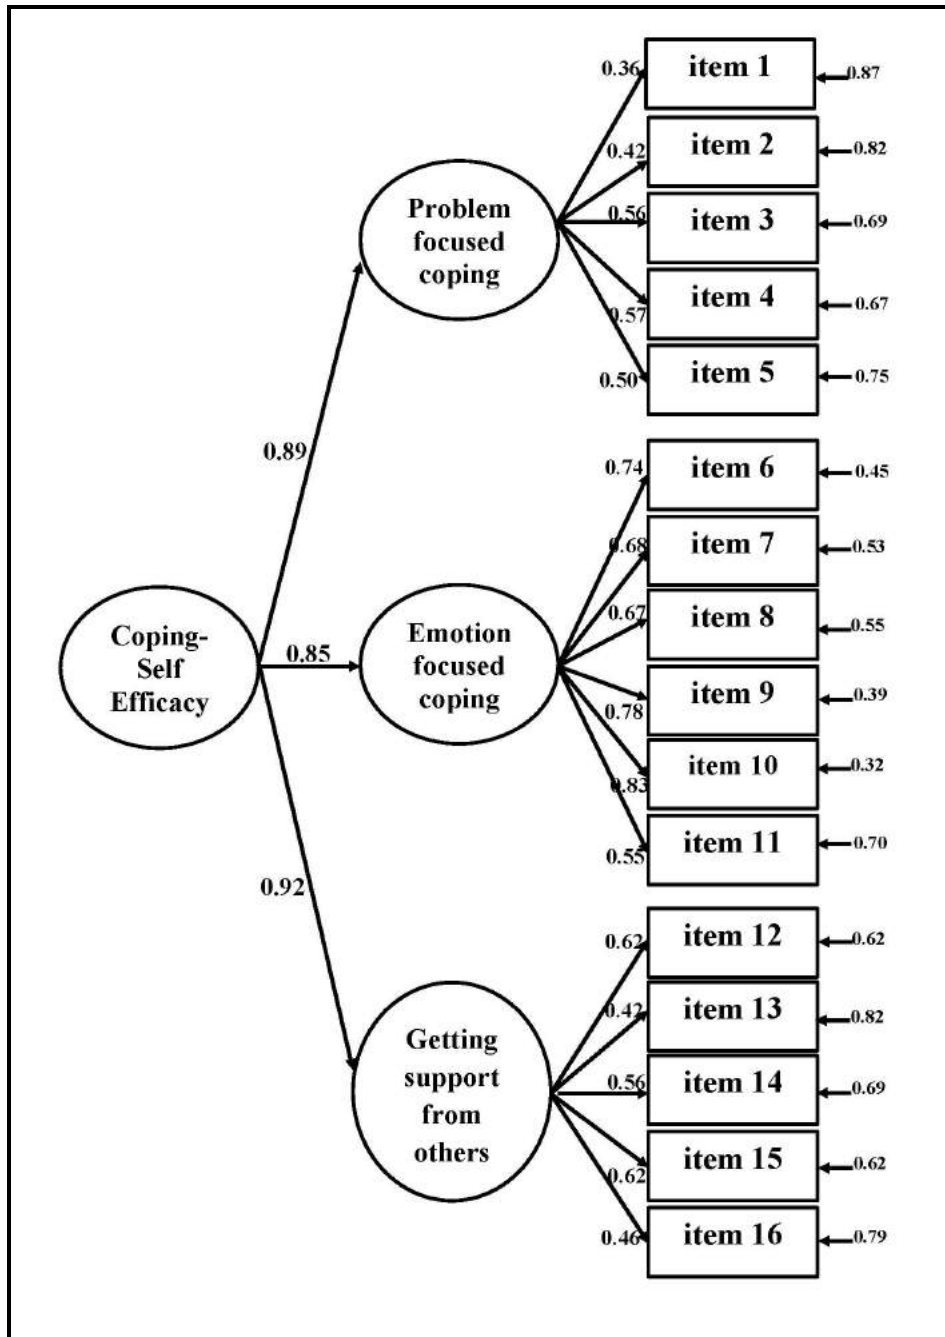 0.36
item 1
0.87
0.42
item 2
0.82
Problem
focused
coping
0.56
item 3
0.69
0.57
item 4
0.67
0.50
item 5
0.75
0.89
0.74
item 6
0.45
0.68
item 7
0.53
Coping-
Self
Efficacy
0.85
Emotion
focused
coping
0.67
item 8
0.55
0.78
item 9
0.39
0.83
item 10
0.32
0.55
item 11
0.70
0.92
0.62
item 12
0.62
0.42
item 13
0.82
Getting
support
from
others
0.56
item 14
0.69
0.62
item 15
0.62
0.46
item 16
0.79